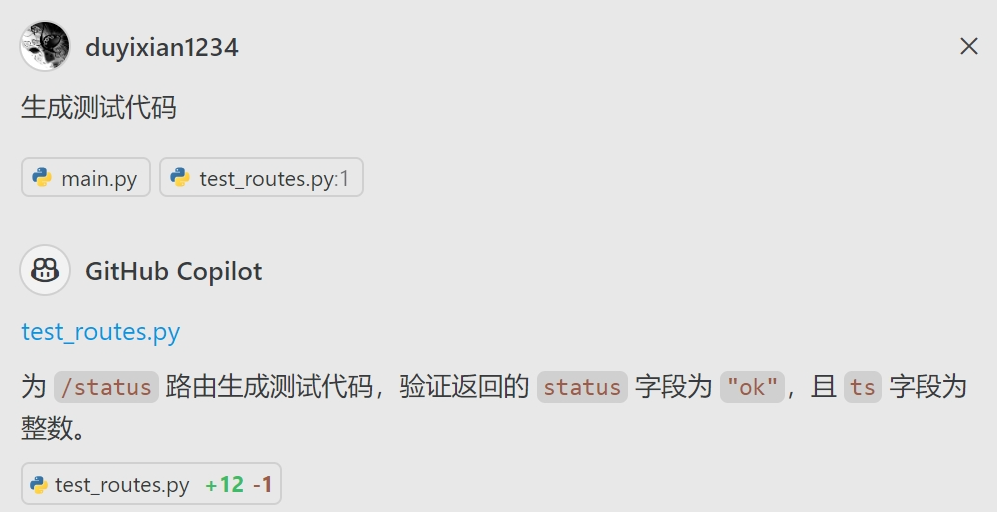 duyixian1234
生成测试代码
main.py test_routes.py:1
GitHub Copilot
test_routes.py
为 /status 路由生成测试代码，验证返回的 status 字段为 "ok"，且 ts 字段为
整数。
test_routes.py +12 -1